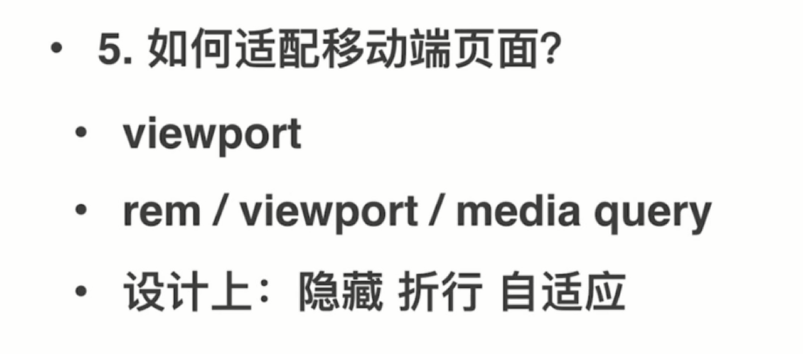 • 5. 如何适配移动端页面？
• viewport
• rem / viewport / media query
• 设计上：隐藏 折行 自适应